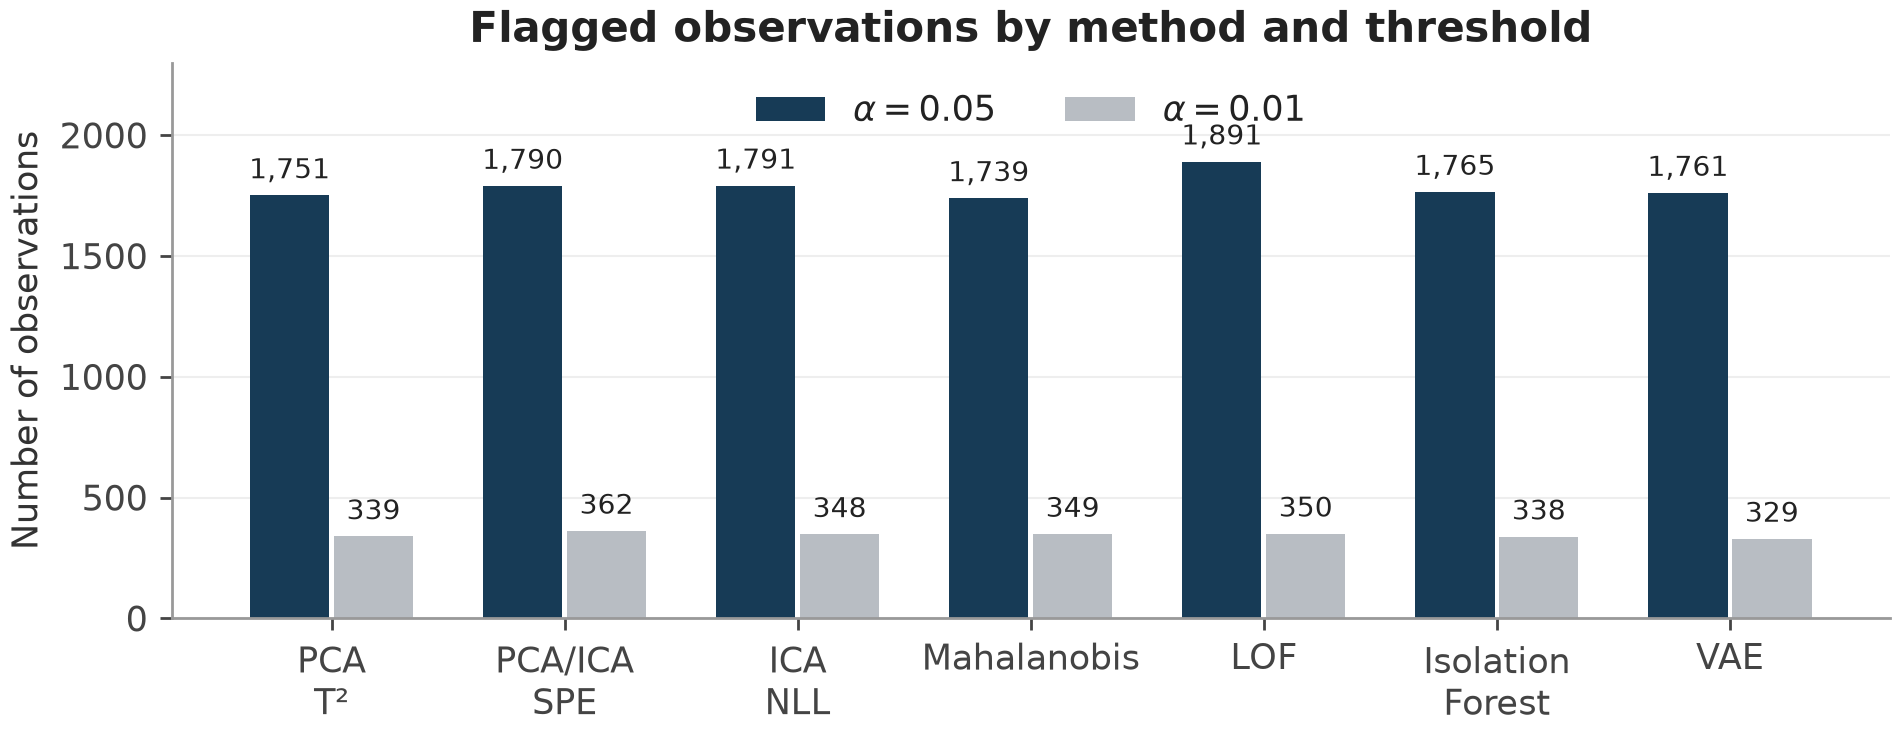 Flagged observations by method and threshold
α = 0.05
α = 0.01
Number of observations
2000
1500
1000
500
0
1,751
339
1,790
362
1,791
348
1,739
349
1,891
350
1,765
338
1,761
329
PCA
T²
PCA/ICA
SPE
ICA
NLL
Mahalanobis
LOF
Isolation
Forest
VAE